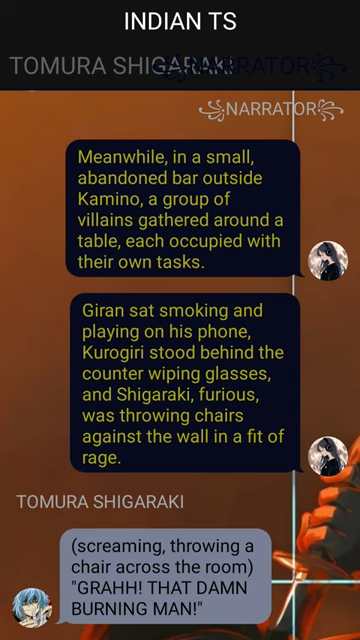 INDIAN TS
TOMURA SHIGARAKI
꧁NARRATOR꧂
꧁NARRATOR꧂
Meanwhile, in a small,
abandoned bar outside
Kamino, a group of
villains gathered around a
table, each occupied with
their own tasks.
Giran sat smoking and
playing on his phone,
Kurogiri stood behind the
counter wiping glasses,
and Shigaraki, furious,
was throwing chairs
against the wall in a fit of
rage.
TOMURA SHIGARAKI
(screaming, throwing a
chair across the room)
"GRAHH! THAT DAMN
BURNING MAN!"